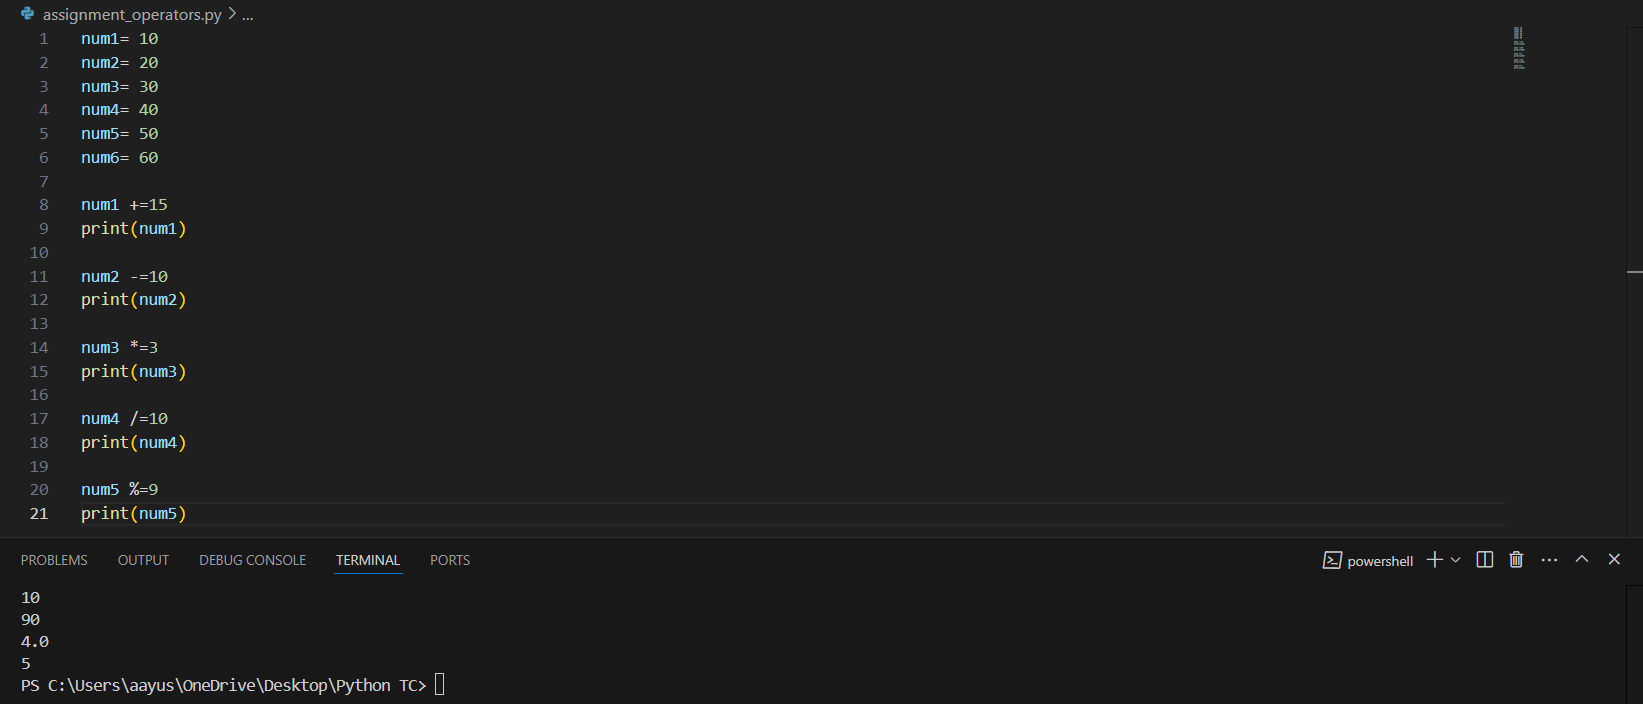 assignment_operators.py > ...
1 num1= 10
2 num2= 20
3 num3= 30
4 num4= 40
5 num5= 50
6 num6= 60
7
8 num1 +=15
9 print(num1)
10
11 num2 -=10
12 print(num2)
13
14 num3 *=3
15 print(num3)
16
17 num4 /=10
18 print(num4)
19
20 num5 %=9
21 print(num5)
PROBLEMS OUTPUT DEBUG CONSOLE TERMINAL PORTS powershell
10
90
4.0
5
PS C:\Users\aayus\OneDrive\Desktop\Python TC>